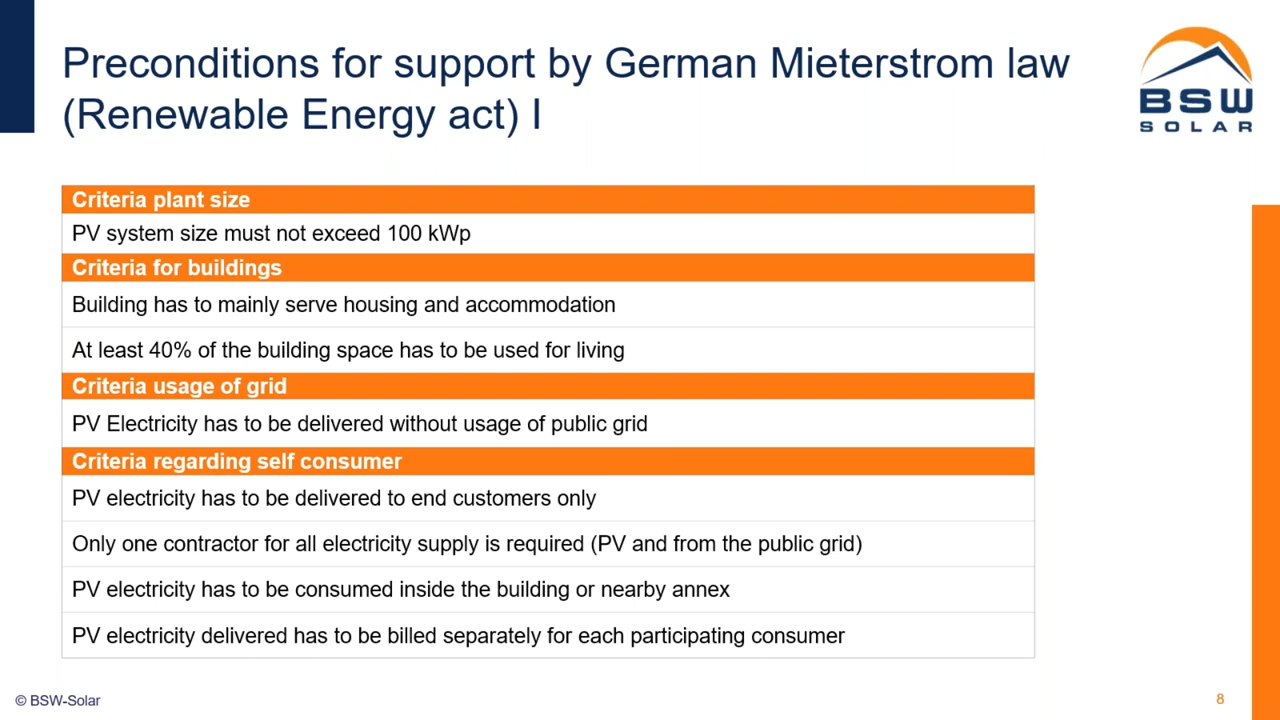 Preconditions for support by German Mieterstrom law
(Renewable Energy act) I
BSW
SOLAR
Criteria plant size
PV system size must not exceed 100 kWp
Criteria for buildings
Building has to mainly serve housing and accommodation
At least 40% of the building space has to be used for living
Criteria usage of grid
PV Electricity has to be delivered without usage of public grid
Criteria regarding self consumer
PV electricity has to be delivered to end customers only
Only one contractor for all electricity supply is required (PV and from the public grid)
PV electricity has to be consumed inside the building or nearby annex
PV electricity delivered has to be billed separately for each participating consumer
© BSW-Solar
8